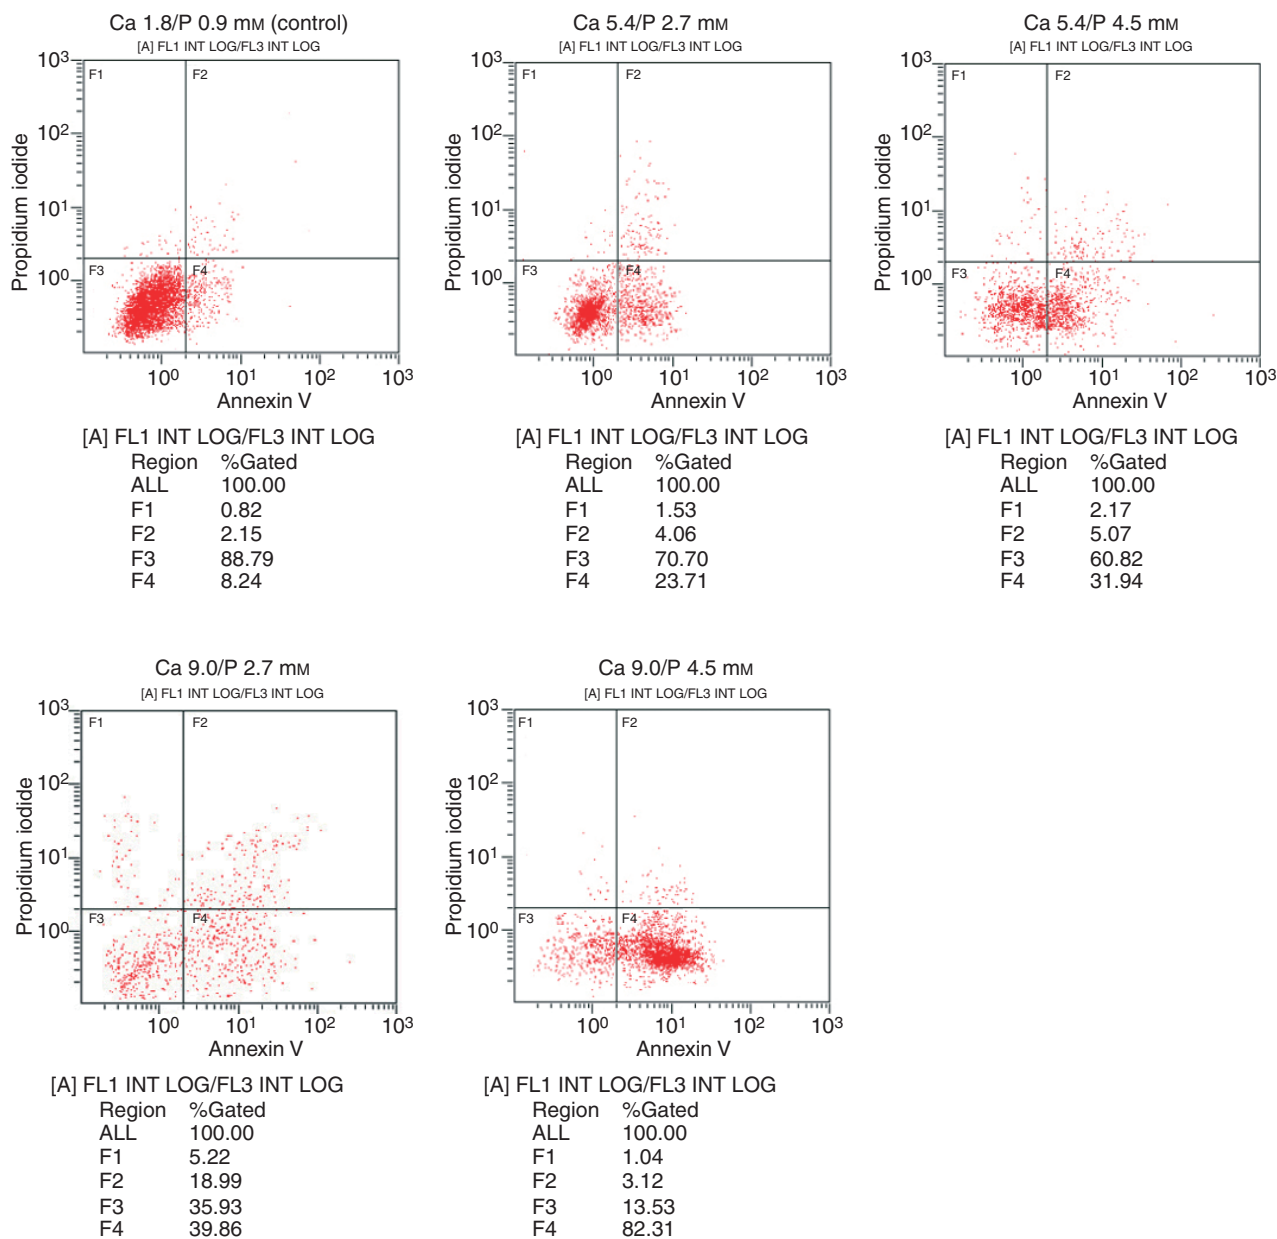 Ca 1.8/P 0.9 mM (control)
[A] FL1 INT LOG/FL3 INT LOG
Propidium iodide
10³
10²
10¹
10⁰
F1
F2
F3
F4
10⁰ 10¹ 10² 10³
Annexin V
[A] FL1 INT LOG/FL3 INT LOG
Region %Gated
ALL 100.00
F1 0.82
F2 2.15
F3 88.79
F4 8.24
Ca 5.4/P 2.7 mM
[A] FL1 INT LOG/FL3 INT LOG
Propidium iodide
10³
10²
10¹
10⁰
F1
F2
F3
F4
10⁰ 10¹ 10² 10³
Annexin V
[A] FL1 INT LOG/FL3 INT LOG
Region %Gated
ALL 100.00
F1 1.53
F2 4.06
F3 70.70
F4 23.71
Ca 5.4/P 4.5 mM
[A] FL1 INT LOG/FL3 INT LOG
Propidium iodide
10³
10²
10¹
10⁰
F1
F2
F3
F4
10⁰ 10¹ 10² 10³
Annexin V
[A] FL1 INT LOG/FL3 INT LOG
Region %Gated
ALL 100.00
F1 2.17
F2 5.07
F3 60.82
F4 31.94
Ca 9.0/P 2.7 mM
[A] FL1 INT LOG/FL3 INT LOG
Propidium iodide
10³
10²
10¹
10⁰
F1
F2
F3
F4
10⁰ 10¹ 10² 10³
Annexin V
[A] FL1 INT LOG/FL3 INT LOG
Region %Gated
ALL 100.00
F1 5.22
F2 18.99
F3 35.93
F4 39.86
Ca 9.0/P 4.5 mM
[A] FL1 INT LOG/FL3 INT LOG
Propidium iodide
10³
10²
10¹
10⁰
F1
F2
F3
F4
10⁰ 10¹ 10² 10³
Annexin V
[A] FL1 INT LOG/FL3 INT LOG
Region %Gated
ALL 100.00
F1 1.04
F2 3.12
F3 13.53
F4 82.31